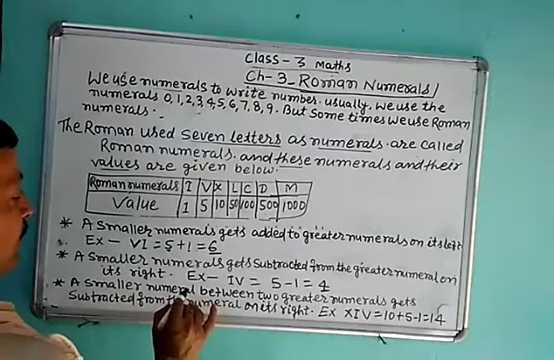 Class - 3 Maths
Ch-3-Roman Numerals/
We use numerals to write number. usually, we use the
numerals 0,1,2,3,4,5,6,7,8,9. But Some times we use Roman
numerals.
The Roman used seven letters as numerals are called
Roman numerals. and these numerals and their
values are given below.
Roman numerals I V X L C D M
Value 1 5 10 50 100 500 1000
* A Smaller numerals gets added to greater numerals on its left
Ex - VI = 5+1 = 6
* A Smaller numerals gets Subtracted from the greater numeral on
its right. Ex - IV = 5-1 = 4
* A Smaller numeral between two greater numerals gets
Subtracted from the numeral on its right. Ex XIV = 10+5-1=14